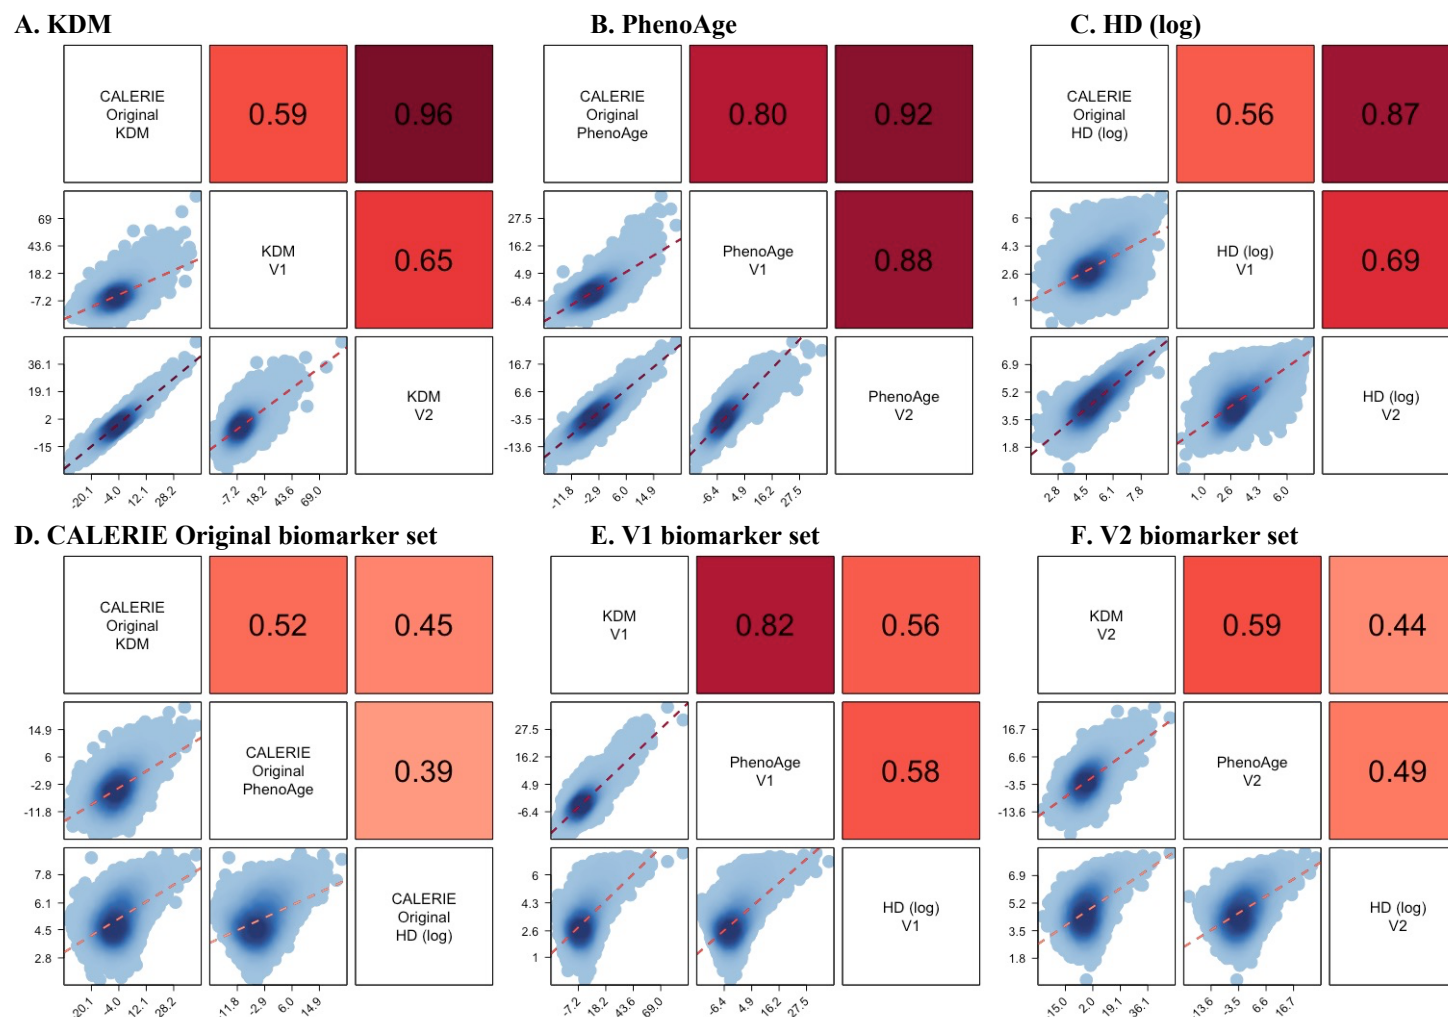 A. KDM
CALERIE
Original
KDM
0.59
0.96
69
43.6
18.2
-7.2
KDM
V1
0.65
36.1
19.1
2
-15
KDM
V2
-20.1
-4.0
12.1
28.2
-7.2
18.2
43.6
69.0
B. PhenoAge
CALERIE
Original
PhenoAge
0.80
0.92
27.5
16.2
4.9
-6.4
PhenoAge
V1
0.88
16.7
6.6
-3.5
-13.6
PhenoAge
V2
-11.8
-2.9
6.0
14.9
-6.4
4.9
16.2
27.5
C. HD (log)
CALERIE
Original
HD (log)
0.56
0.87
6
4.3
2.6
1
HD (log)
V1
0.69
6.9
5.2
3.5
1.8
HD (log)
V2
2.8
4.5
6.1
7.8
1.0
2.6
4.3
6.0
D. CALERIE Original biomarker set
CALERIE
Original
KDM
0.52
0.45
14.9
6
-2.9
-11.8
CALERIE
Original
PhenoAge
0.39
7.8
6.1
4.5
2.8
CALERIE
Original
HD (log)
-20.1
-4.0
12.1
28.2
-11.8
-2.9
6.0
14.9
E. V1 biomarker set
KDM
V1
0.82
0.56
27.5
16.2
4.9
-6.4
PhenoAge
V1
0.58
6
4.3
2.6
1
HD (log)
V1
-7.2
18.2
43.6
69.0
-6.4
4.9
16.2
27.5
F. V2 biomarker set
KDM
V2
0.59
0.44
16.7
6.6
-3.5
-13.6
PhenoAge
V2
0.49
6.9
5.2
3.5
1.8
HD (log)
V2
-15.0
2.0
19.1
36.1
-13.6
-3.5
6.6
16.7